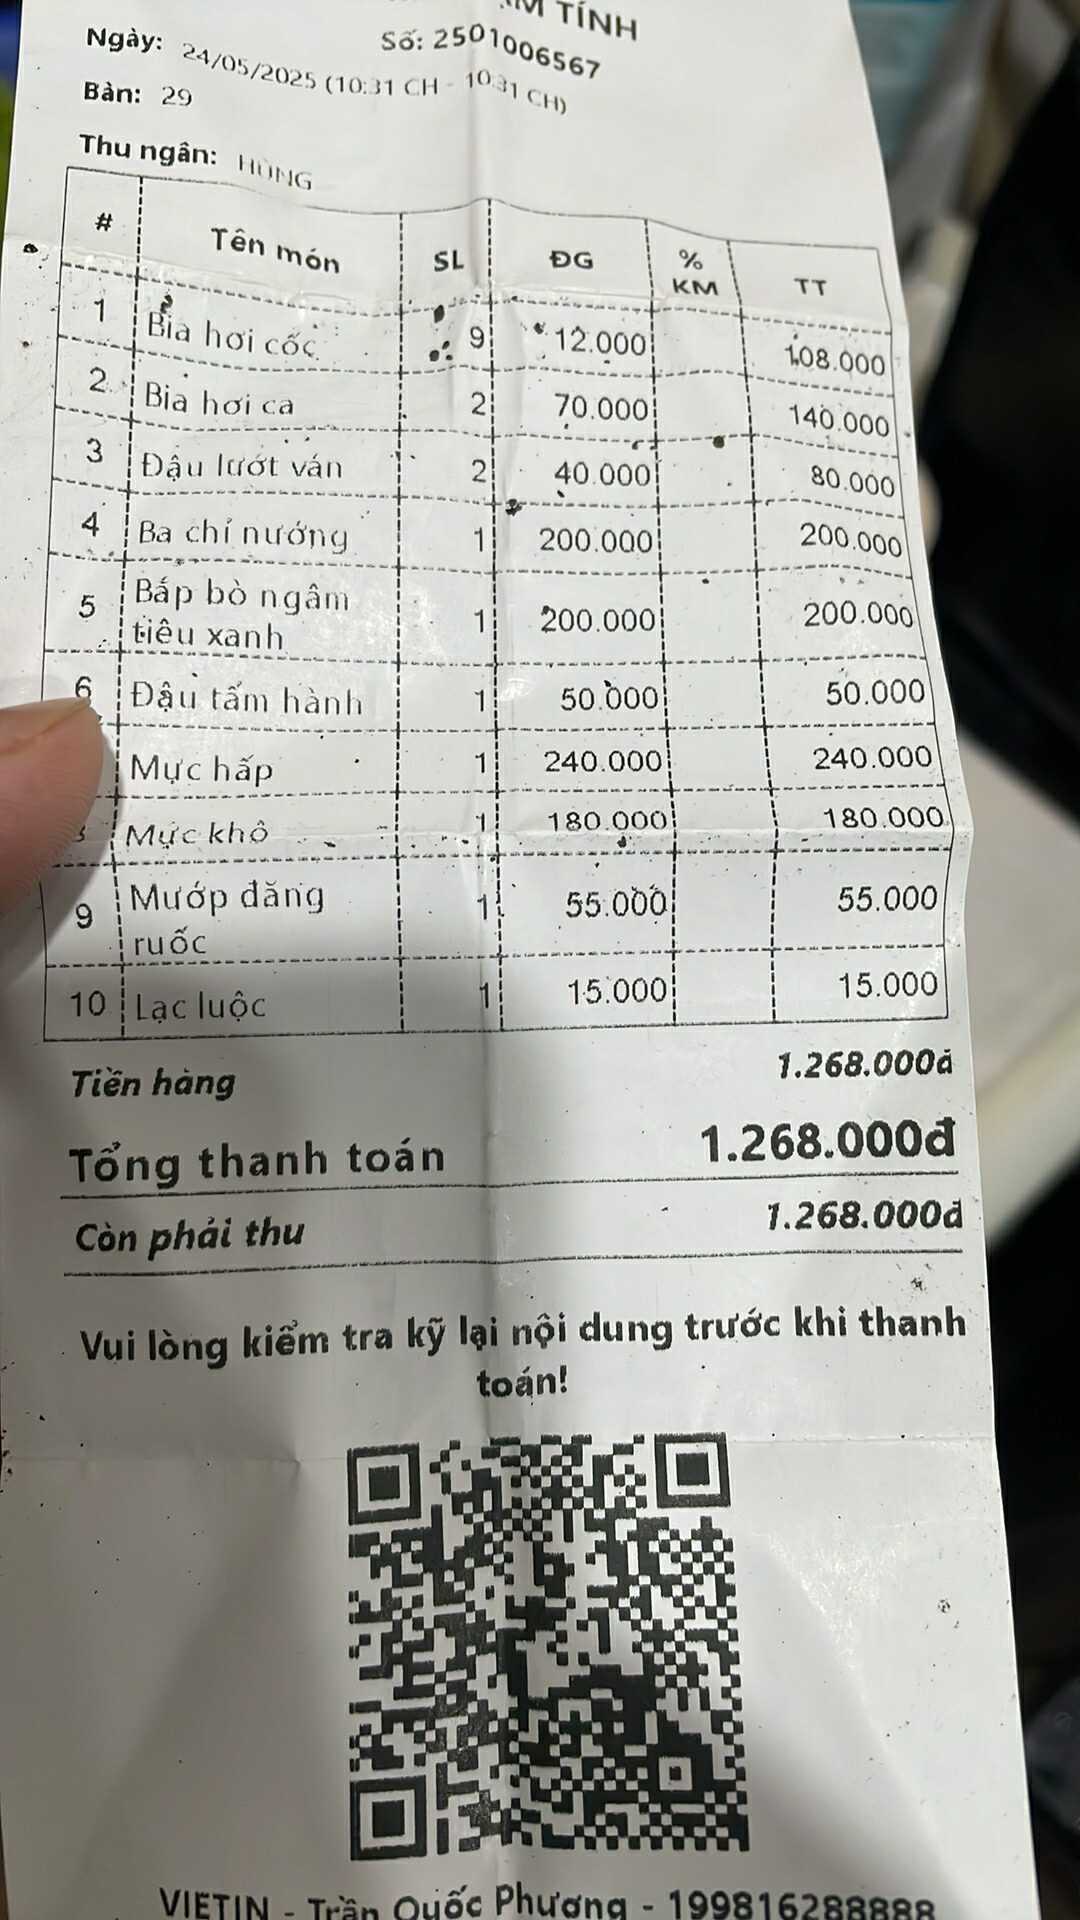 TÍNH
Số: 2501006567
Ngày: 24/05/2025 (10:31 CH - 10:31 CH)
Bàn: 29
Thu ngân: HÙNG
# Tên món SL ĐG % KM TT
1 Bia hơi cốc 9 12.000 108.000
2 Bia hơi ca 2 70.000 140.000
3 Đậu lướt ván 2 40.000 80.000
4 Ba chỉ nướng 1 200.000 200.000
5 Bắp bò ngâm tiêu xanh 1 200.000 200.000
6 Đậu tẩm hành 1 50.000 50.000
Mực hấp 1 240.000 240.000
Mực khô 1 180.000 180.000
9 Mướp đắng ruốc 1 55.000 55.000
10 Lạc luộc 1 15.000 15.000
Tiền hàng 1.268.000đ
Tổng thanh toán 1.268.000đ
Còn phải thu 1.268.000đ
Vui lòng kiểm tra kỹ lại nội dung trước khi thanh
toán!
VIETIN - Trần Quốc Phương - 199816288888